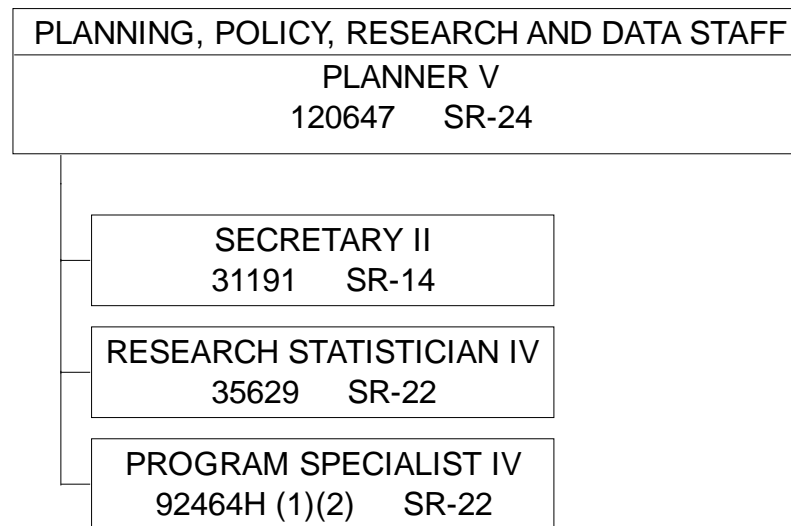 PLANNING, POLICY, RESEARCH AND DATA STAFF
PLANNER V
120647 SR-24
SECRETARY II
31191 SR-14
RESEARCH STATISTICIAN IV
35629 SR-22
PROGRAM SPECIALIST IV
92464H (1)(2) SR-22